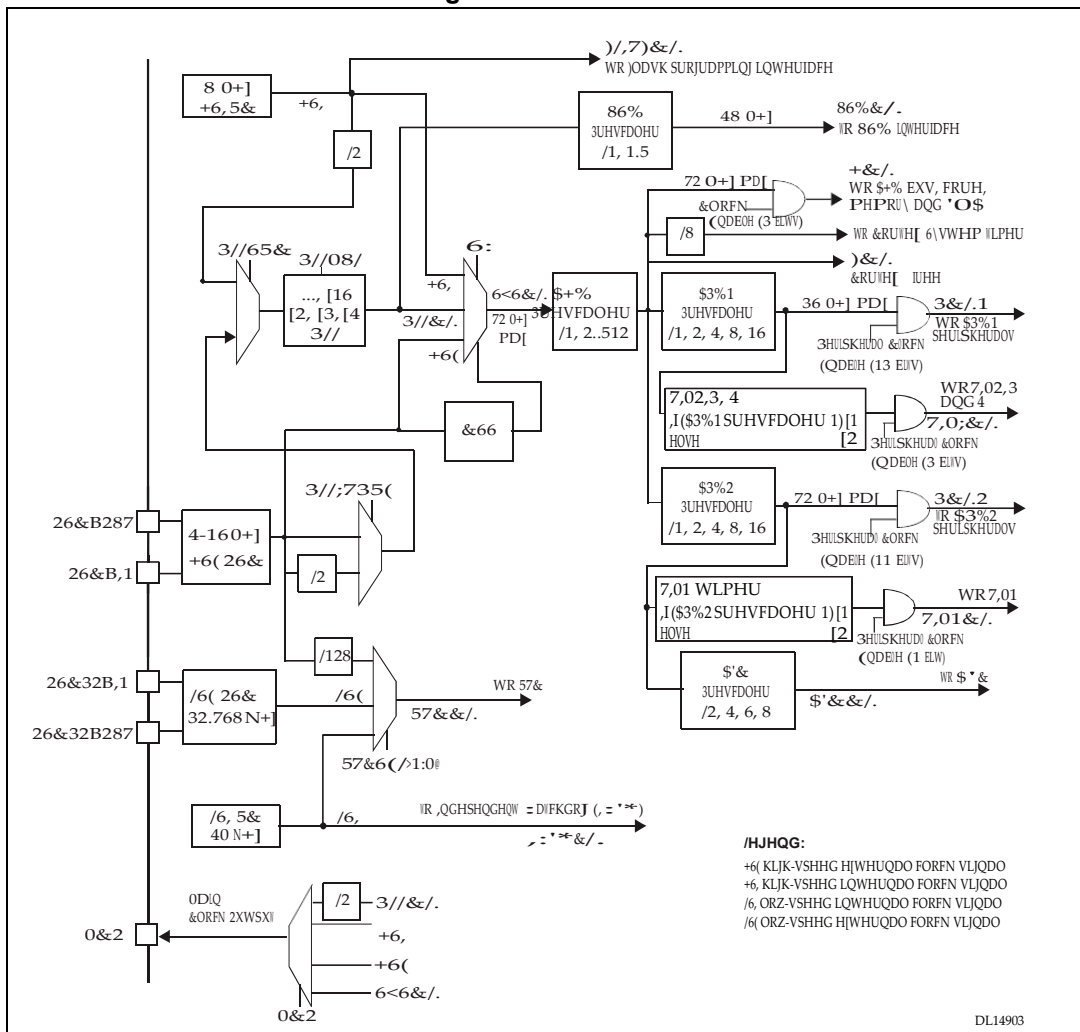 )/,7)&/.
WR )ODVK SURJUDPPLQJ LQWHUIDFH
8 0+]
+6, 5&
+6,
/2
86%
3UHVFDOHU
/1, 1.5
48 0+]
86%&/.
WR 86% LQWHUIDFH
72 0+] PD[
&ORFN
(QDEOH (3 ELWV)
+&/.
WR $+% EXV, FRUH,
PHPRU\ DQG '0$
/8
WR &RUWH[ 6\VWHP WLPHU
)&/.
&RUWH[ IUHH
3//65&
3//08/
..., [16
[2, [3, [4
3//
6:
+6,
3//&/.
+6(
6<6&/.
72 0+]
PD[
$+%
3UHVFDOHU
/1, 2..512
$3%1
3UHVFDOHU
/1, 2, 4, 8, 16
36 0+] PD[
3HULSKHUDO &ORFN
(QDEOH (13 ELWV)
3&/.1
WR $3%1
SHULSKHUDOV
7,02,3, 4
,I ($3%1 SUHVFDOHU 1) [1
HOVH [2
3HULSKHUDO &ORFN
(QDEOH (3 ELWV)
WR7,02,3
DQG 4
7,0;&/.
&66
$3%2
3UHVFDOHU
/1, 2, 4, 8, 16
72 0+] PD[
3HULSKHUDO &ORFN
(QDEOH (11 ELWV)
3&/.2
WR $3%2
SHULSKHUDOV
3//;735(
26&B287
26&B,1
4-160+]
+6( 26&
/2
7,01 WLPHU
,I ($3%2 SUHVFDOHU 1) [1
HOVH [2
3HULSKHUDO &ORFN
(QDEOH (1 ELW)
WR7,01
7,01&/.
$'&
3UHVFDOHU
/2, 4, 6, 8
WR $'&
$'&&/.
/128
26&32B,1
26&32B287
/6( 26&
32.768 N+]
/6(
WR 57&
57&&/.
57&6(/>1:0@
/6, 5&
40 N+]
/6,
WR ,QGHSHQGHQW =DWFKGRJ (,='*)
,='*&/.
/HJHQG:
+6( KLJK-VSHHG H[WHUQDO FORFN VLJQDO
+6, KLJK-VSHHG LQWHUQDO FORFN VLJQDO
/6, ORZ-VSHHG LQWHUQDO FORFN VLJQDO
/6( ORZ-VSHHG H[WHUQDO FORFN VLJQDO
0DLQ
&ORFN 2XWSXW
0&2
/2
3//&/.
+6,
+6(
6<6&/.
0&2
DL14903